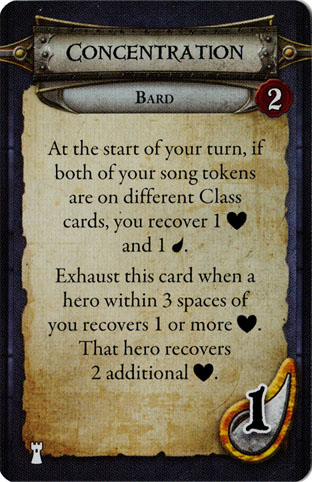 CONCENTRATION
BARD
2
At the start of your turn, if
both of your song tokens
are on different Class
cards, you recover 1 ♥
and 1 .
Exhaust this card when a
hero within 3 spaces of
you recovers 1 or more ♥.
That hero recovers
2 additional ♥.
1